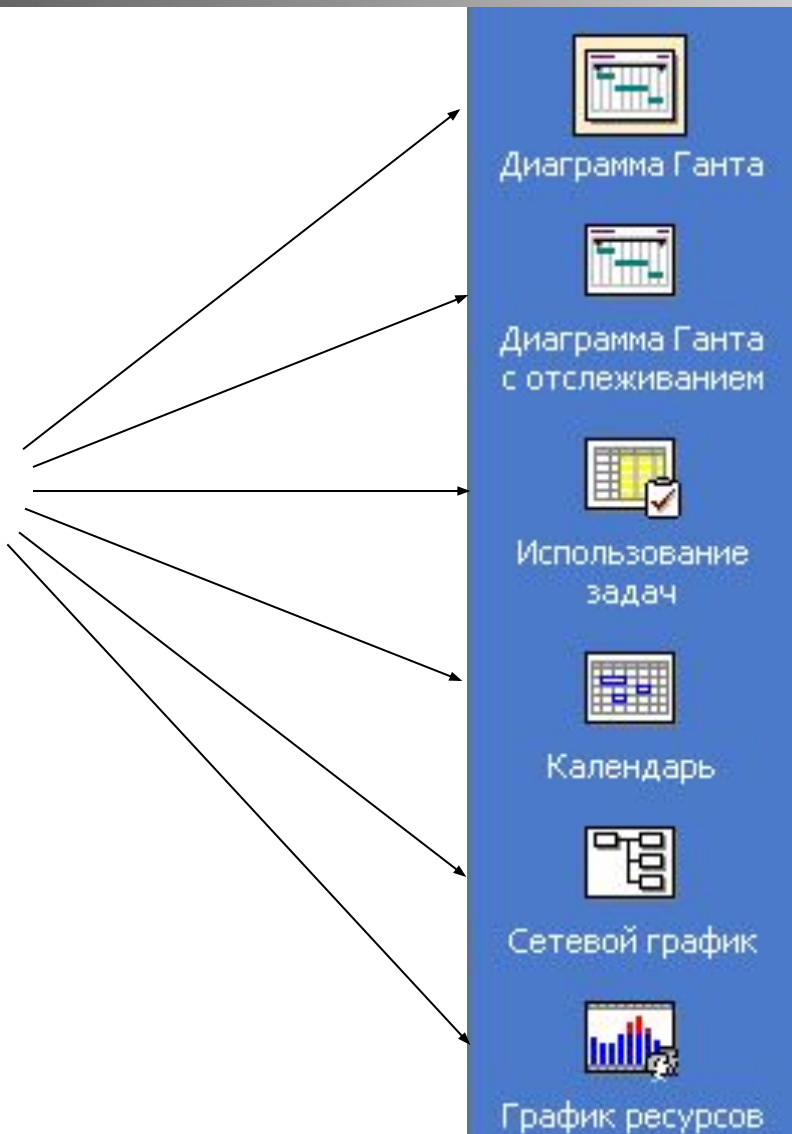 Диаграмма Ганта
Диаграмма Ганта
с отслеживанием
Использование
задач
Календарь
Сетевой график
График ресурсов